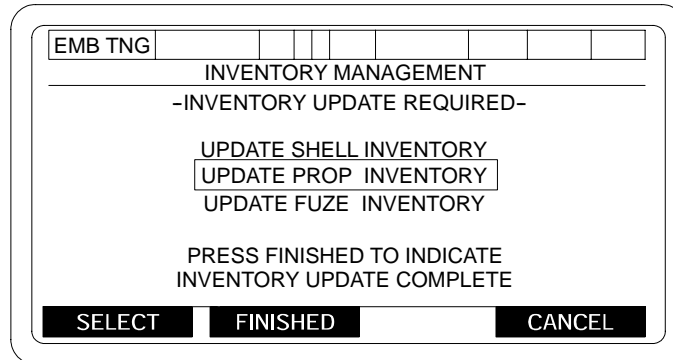 EMB TNG
INVENTORY MANAGEMENT
-INVENTORY UPDATE REQUIRED-
UPDATE SHELL INVENTORY
UPDATE PROP INVENTORY
UPDATE FUZE INVENTORY
PRESS FINISHED TO INDICATE
INVENTORY UPDATE COMPLETE
SELECT FINISHED CANCEL